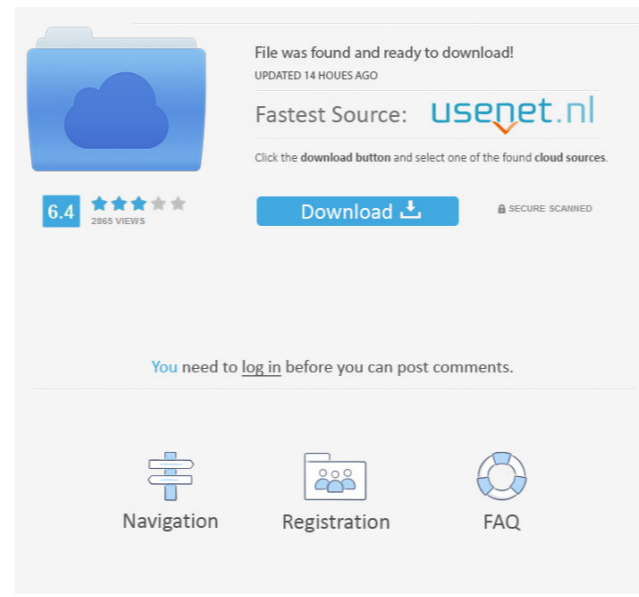 File was found and ready to download!
UPDATED 14 HOUES AGO
Fastest Source: usenet.nl
Click the download button and select one of the found cloud sources.
6.4
2865 VIEWS
Download
SECURE SCANNED
You need to log in before you can post comments.
Navigation
Registration
FAQ